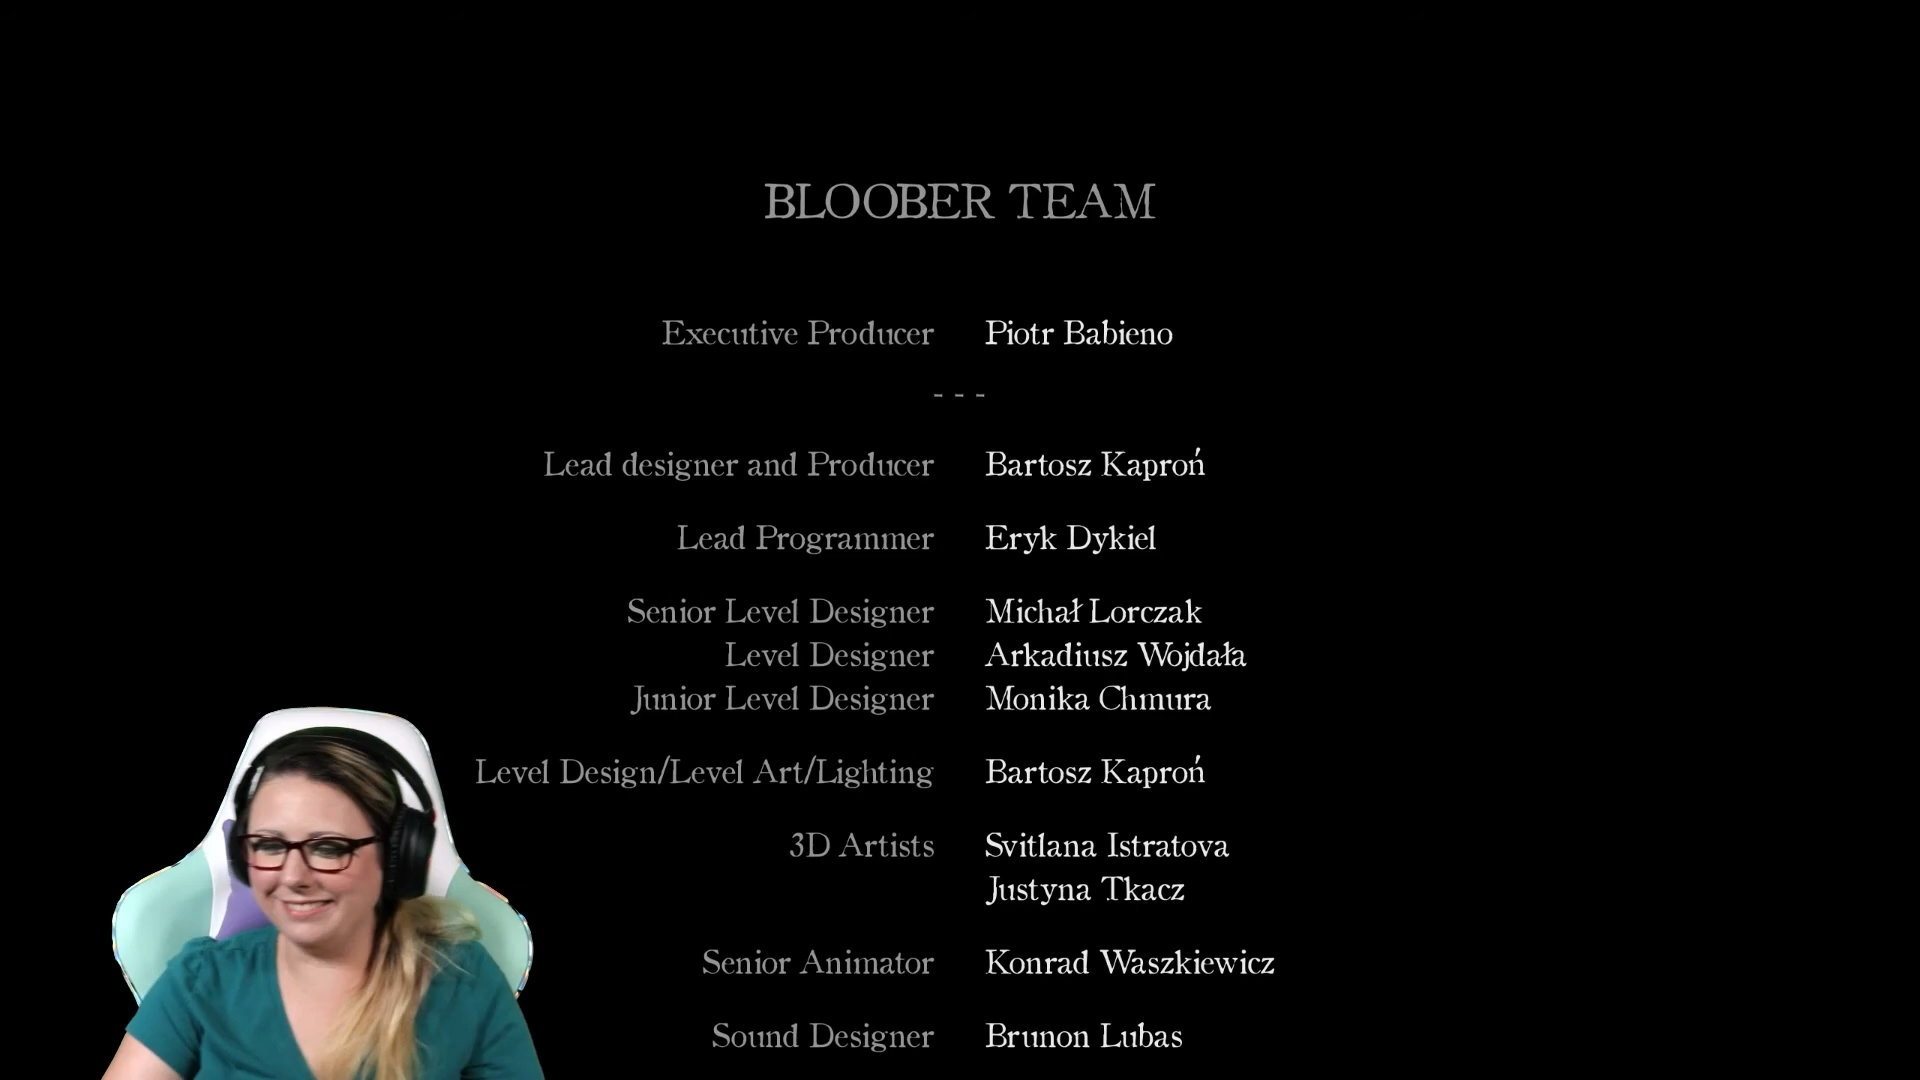 BLOOBER TEAM
Executive Producer Piotr Babieno
- - -
Lead designer and Producer Bartosz Kaproń
Lead Programmer Eryk Dykiel
Senior Level Designer Michał Lorczak
Level Designer Arkadiusz Wojdała
Junior Level Designer Monika Chmura
Level Design/Level Art/Lighting Bartosz Kaproń
3D Artists Svitlana Istratova
Justyna Tkacz
Senior Animator Konrad Waszkiewicz
Sound Designer Brunon Lubas